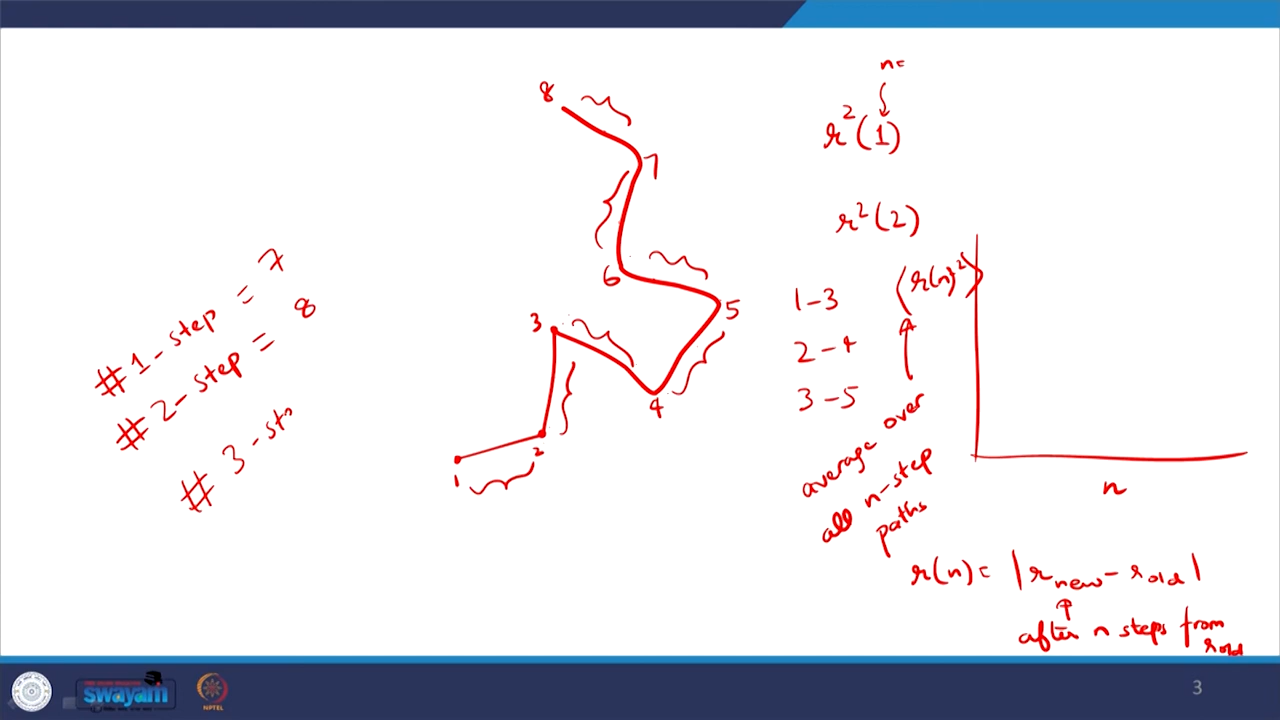 #1-step = 7
#2-step = 8
#3-st
8
7
6
5
3
4
2
1
n=
r²(1)
r²(2)
1-3
2-4
3-5
⟨r(n)²⟩
average over
all n-step
paths
n
r(n)= |r_new - r_old|
after n steps from
r_old
swayam
NPTEL
3